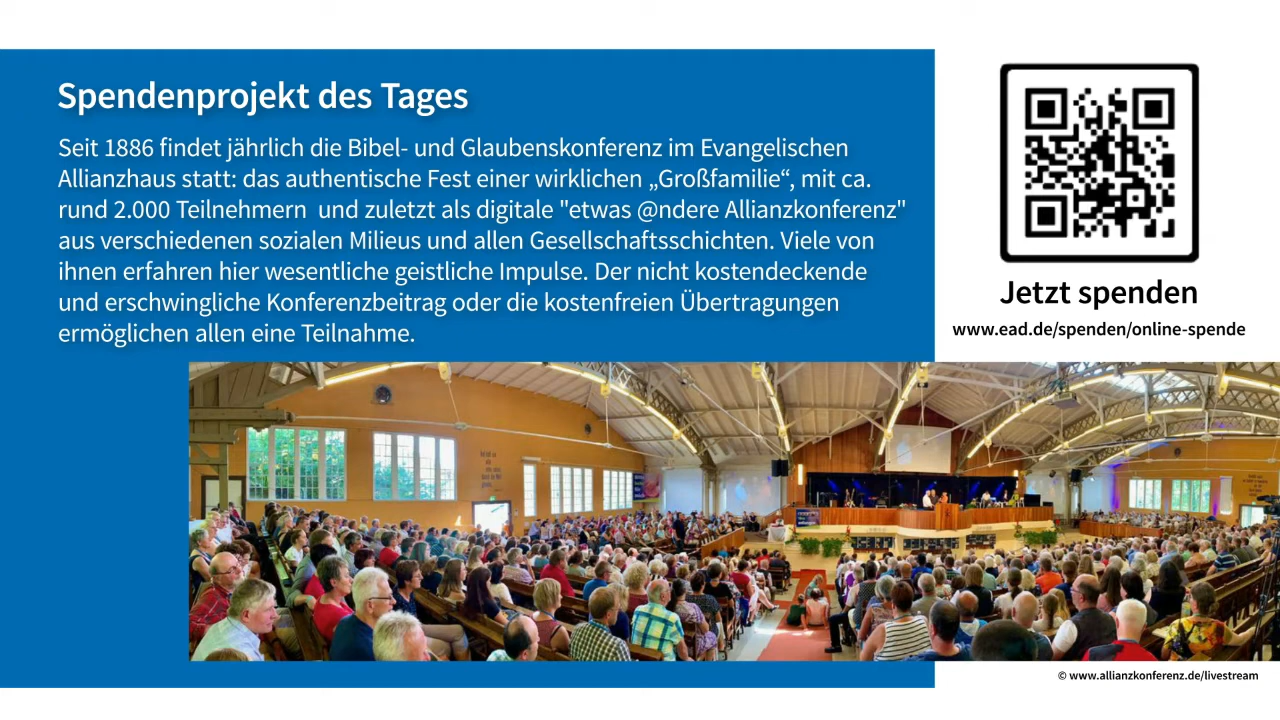 Spendenprojekt des Tages
Seit 1886 findet jährlich die Bibel- und Glaubenskonferenz im Evangelischen
Allianzhaus statt: das authentische Fest einer wirklichen „Großfamilie“, mit ca.
rund 2.000 Teilnehmern  und zuletzt als digitale "etwas @ndere Allianzkonferenz"
aus verschiedenen sozialen Milieus und allen Gesellschaftsschichten. Viele von
ihnen erfahren hier wesentliche geistliche Impulse. Der nicht kostendeckende
und erschwingliche Konferenzbeitrag oder die kostenfreien Übertragungen
ermöglichen allen eine Teilnahme.
Jetzt spenden
www.ead.de/spenden/online-spende
© www.allianzkonferenz.de/livestream